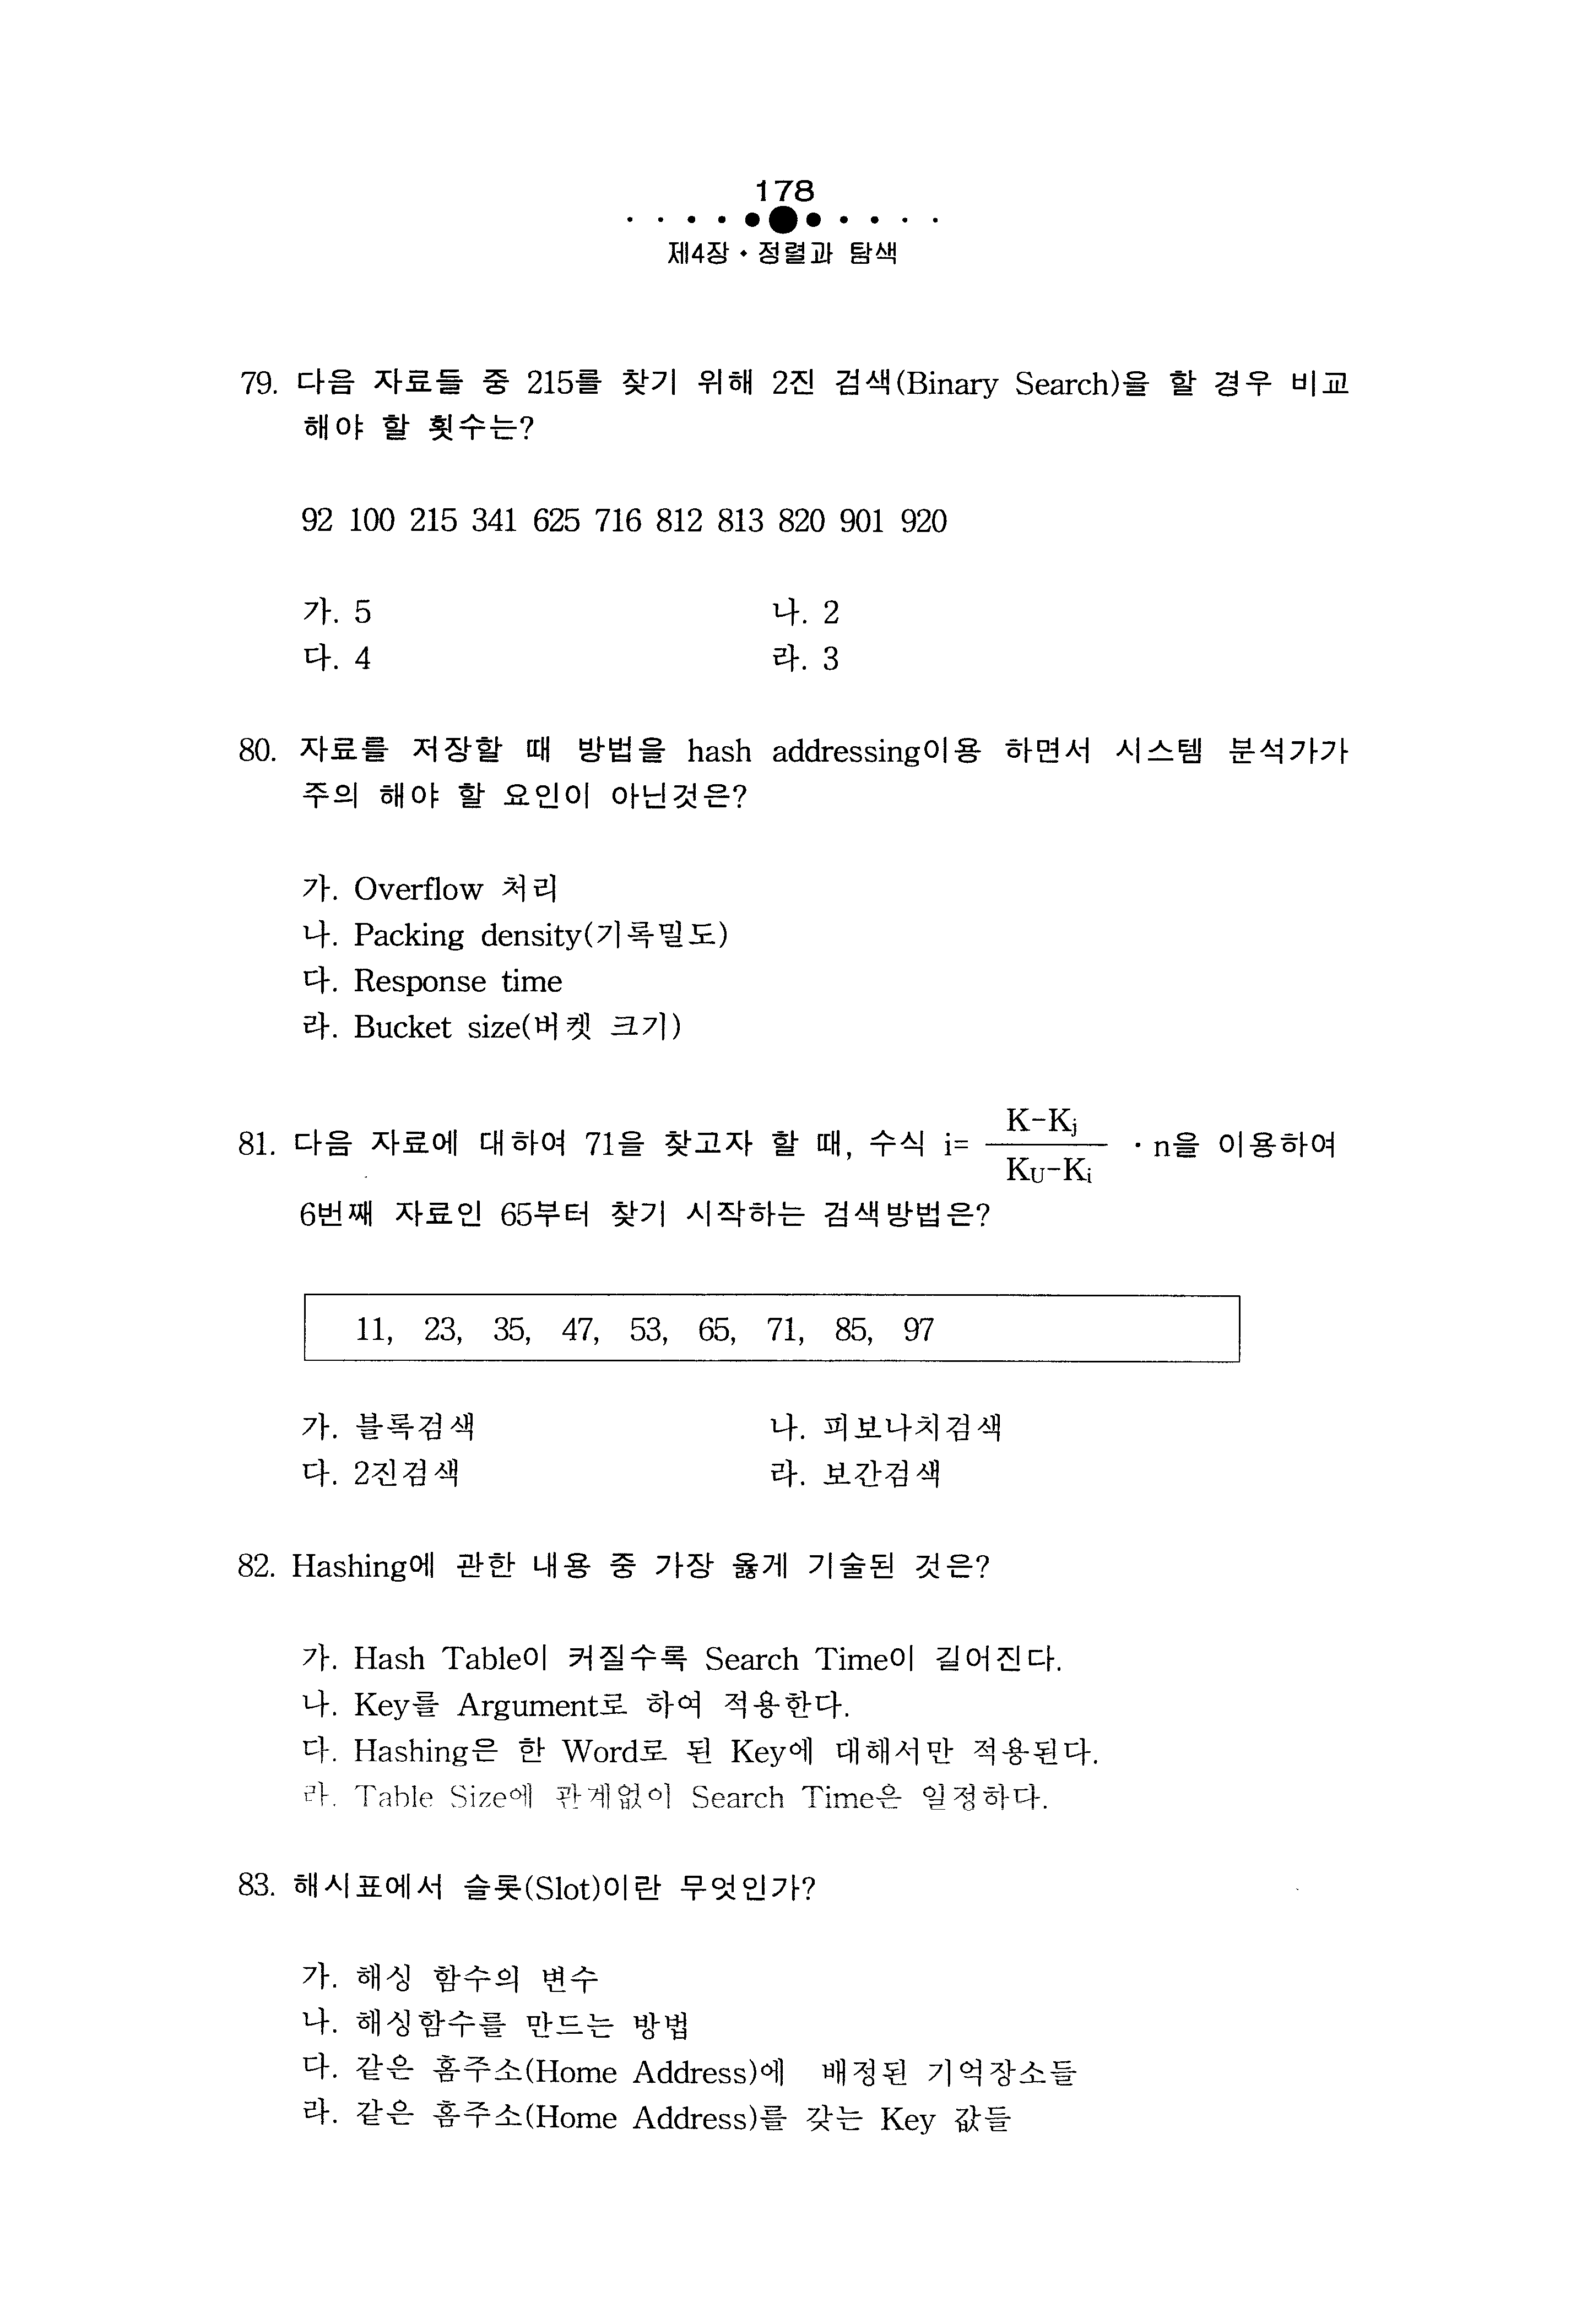 178
제4장 • 정렬과 탐색
79. 다음 자료들 중 215를 찾기 위해 2진 검색(Binary Search)을 할 경우 비교
해야 할 횟수는?
92 100 215 341 625 716 812 813 820 901 920
가. 5 나. 2
다. 4 라. 3
80. 자료를 저장할 때 방법을 hash addressing이용 하면서 시스템 분석가가
주의 해야 할 요인이 아닌것은?
가. Overflow 처리
나. Packing density(기록밀도)
다. Response time
라. Bucket size(버켓 크기)
81. 다음 자료에 대하여 71을 찾고자 할 때, 수식 i= (K-Kj)/(KU-Ki) · n을 이용하여
6번째 자료인 65부터 찾기 시작하는 검색방법은?
11, 23, 35, 47, 53, 65, 71, 85, 97
가. 블록검색 나. 피보나치검색
다. 2진검색 라. 보간검색
82. Hashing에 관한 내용 중 가장 옳게 기술된 것은?
가. Hash Table이 커질수록 Search Time이 길어진다.
나. Key를 Argument로 하여 적용한다.
다. Hashing은 한 Word로 된 Key에 대해서만 적용된다.
라. Table Size에 관계없이 Search Time은 일정하다.
83. 해시표에서 슬롯(Slot)이란 무엇인가?
가. 해싱 함수의 변수
나. 해싱함수를 만드는 방법
다. 같은 홈주소(Home Address)에 배정된 기억장소들
라. 같은 홈주소(Home Address)를 갖는 Key 값들